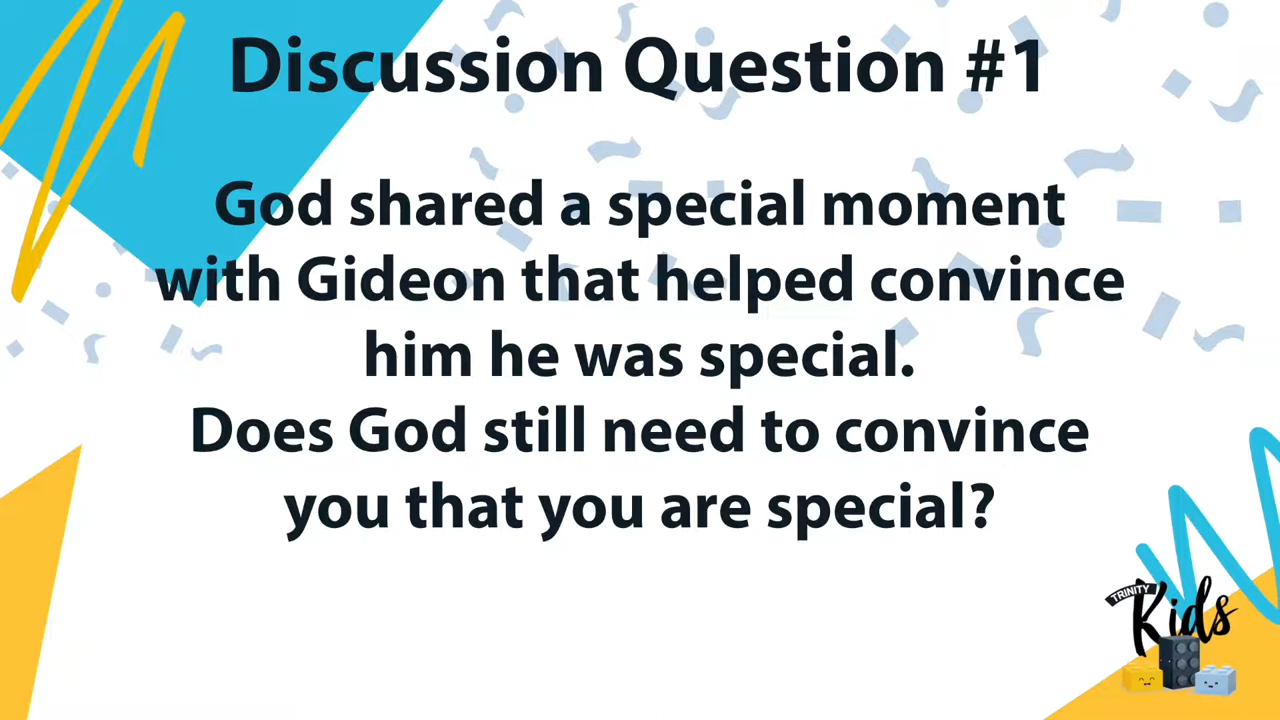 Discussion Question #1
God shared a special moment
with Gideon that helped convince
him he was special.
Does God still need to convince
you that you are special?
TRINITY
Kids